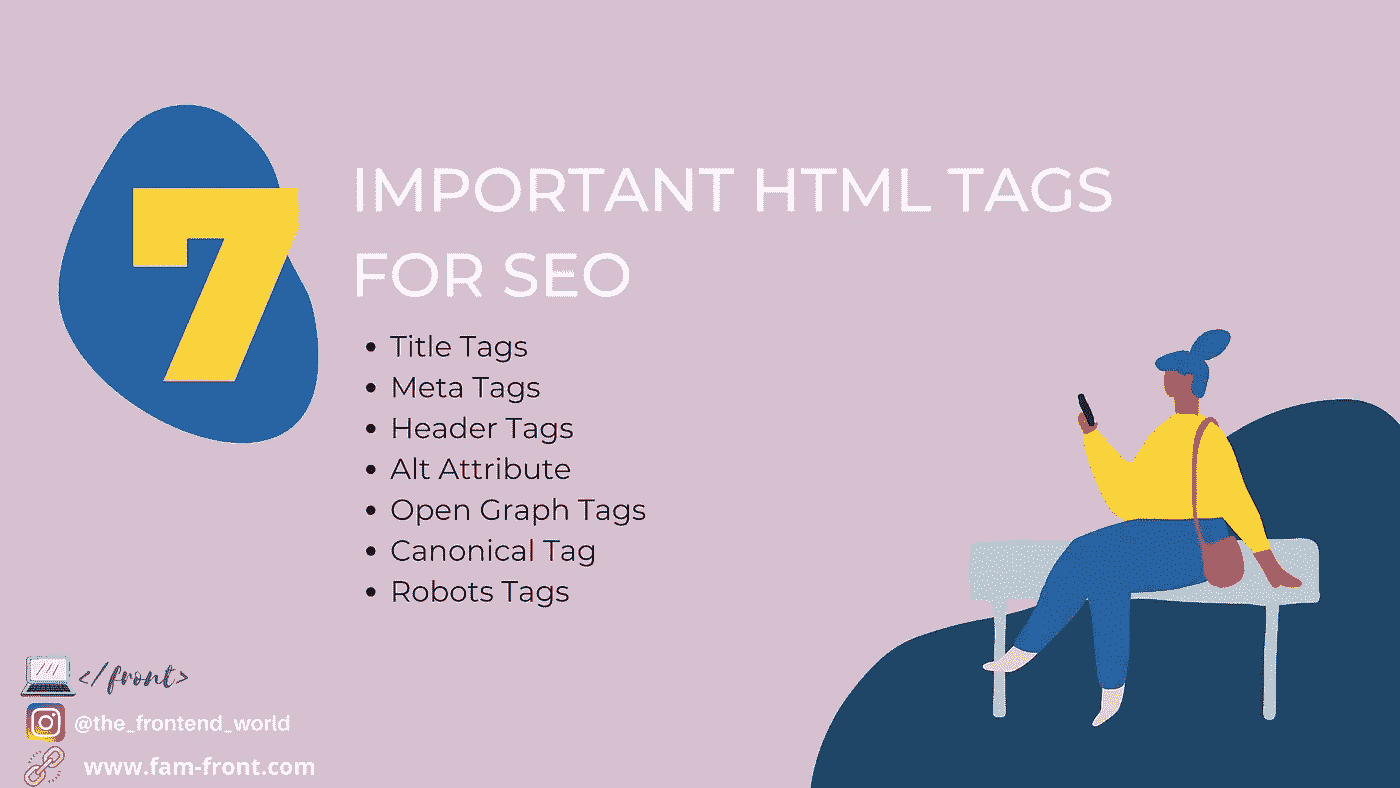 7
IMPORTANT HTML TAGS
FOR SEO
• Title Tags
• Meta Tags
• Header Tags
• Alt Attribute
• Open Graph Tags
• Canonical Tag
• Robots Tags
</front>
@the_frontend_world
www.fam-front.com